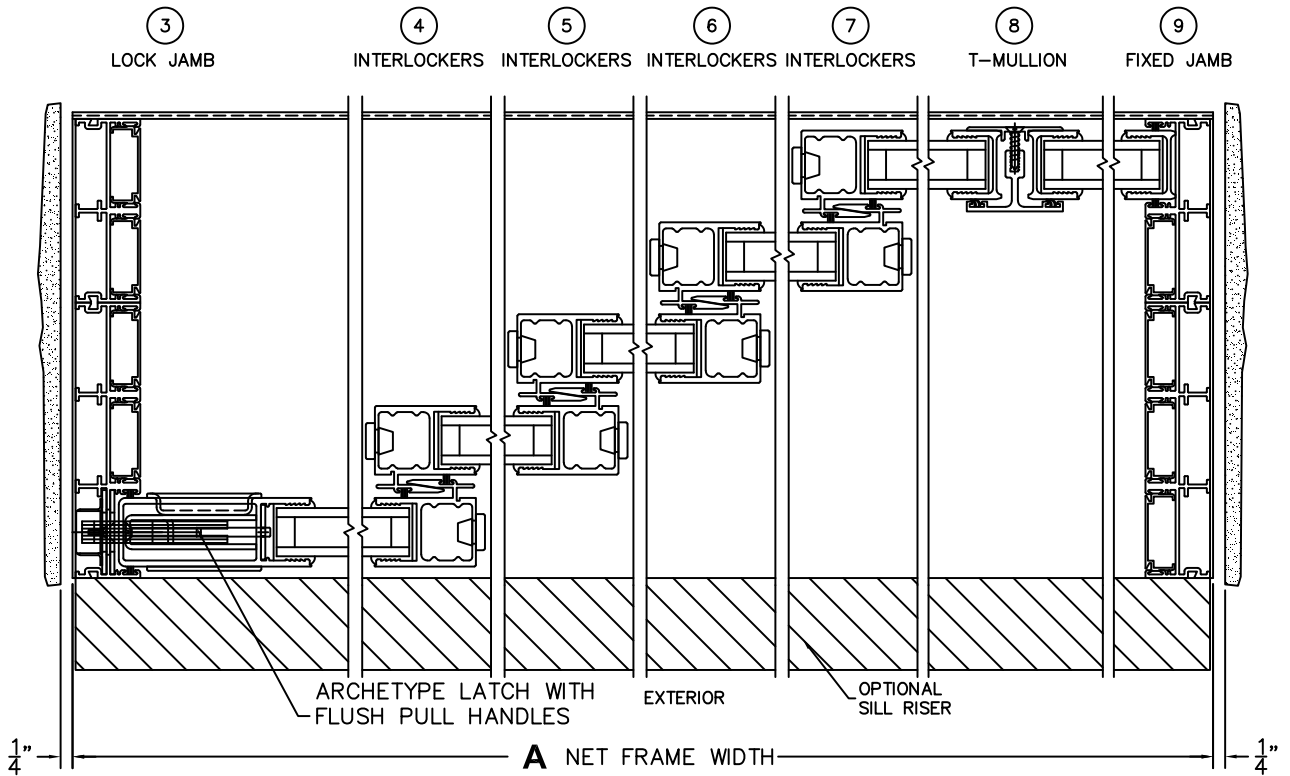 3 4 5 6 7 8 9
LOCK JAMB INTERLOCKERS INTERLOCKERS INTERLOCKERS INTERLOCKERS T-MULLION FIXED JAMB
ARCHETYPE LATCH WITH
FLUSH PULL HANDLES
EXTERIOR
OPTIONAL
SILL RISER
1/4" A NET FRAME WIDTH 1/4"